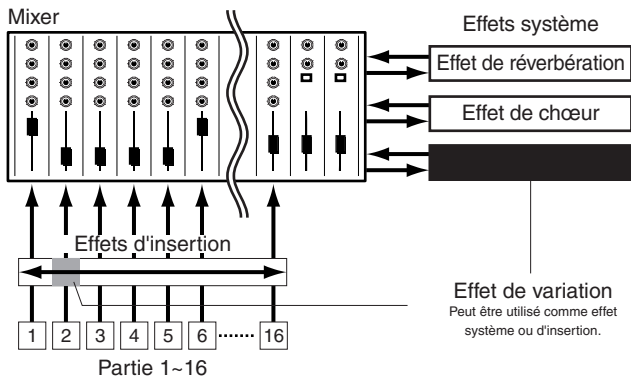 Mixer
Effets système
Effet de réverbération
Effet de chœur
Effets d'insertion
Effet de variation
Peut être utilisé comme effet
système ou d'insertion.
1 2 3 4 5 6 ....... 16
Partie 1~16